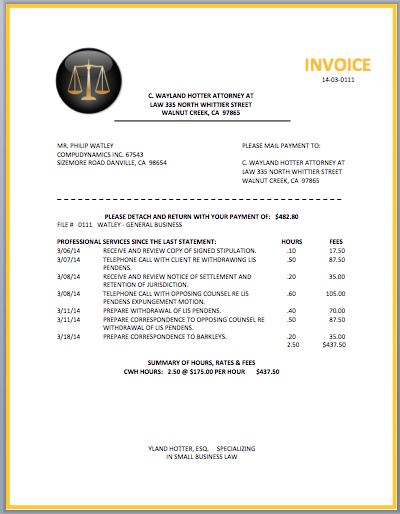 INVOICE
14-03-0111
C. WAYLAND HOTTER ATTORNEY AT
LAW 335 NORTH WHITTIER STREET
WALNUT CREEK, CA 97865
MR. PHILIP WATLEY
COMPUDYNAMICS INC. 67543
SIZEMORE ROAD DANVILLE, CA 98654
PLEASE MAIL PAYMENT TO:
C. WAYLAND HOTTER ATTORNEY AT
LAW 335 NORTH WHITTIER STREET
WALNUT CREEK, CA 97865
PLEASE DETACH AND RETURN WITH YOUR PAYMENT OF: $482.80
FILE # 0111 WATLEY - GENERAL BUSINESS
PROFESSIONAL SERVICES SINCE THE LAST STATEMENT: HOURS FEES
3/06/14 RECEIVE AND REVIEW COPY OF SIGNED STIPULATION. .10 17.50
3/07/14 TELEPHONE CALL WITH CLIENT RE WITHDRAWING LIS .50 87.50
PENDENS.
3/08/14 RECEIVE AND REVIEW NOTICE OF SETTLEMENT AND .20 35.00
RETENTION OF JURISDICTION.
3/08/14 TELEPHONE CALL WITH OPPOSING COUNSEL RE LIS .60 105.00
PENDENS EXPUNGEMENT MOTION.
3/11/14 PREPARE WITHDRAWAL OF LIS PENDENS. .40 70.00
3/11/14 PREPARE CORRESPONDENCE TO OPPOSING COUNSEL RE .50 87.50
WITHDRAWAL OF LIS PENDENS.
3/18/14 PREPARE CORRESPONDENCE TO BARKLEYS. .20 35.00
2.50 $437.50
SUMMARY OF HOURS, RATES & FEES
CWH HOURS: 2.50 @ $175.00 PER HOUR $437.50
YLAND HOTTER, ESQ. SPECIALIZING
IN SMALL BUSINESS LAW